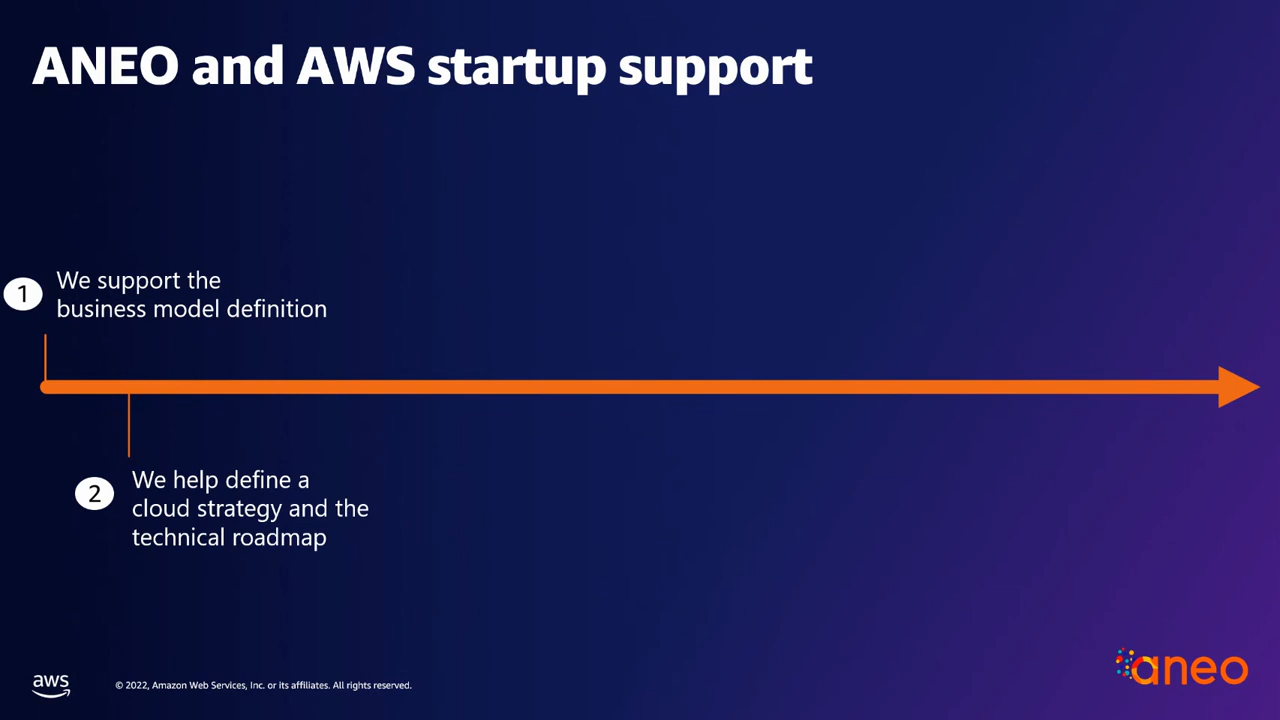 ANEO and AWS startup support
1
We support the
business model definition
2
We help define a
cloud strategy and the
technical roadmap
aws
© 2022, Amazon Web Services, Inc. or its affiliates. All rights reserved.
aneo